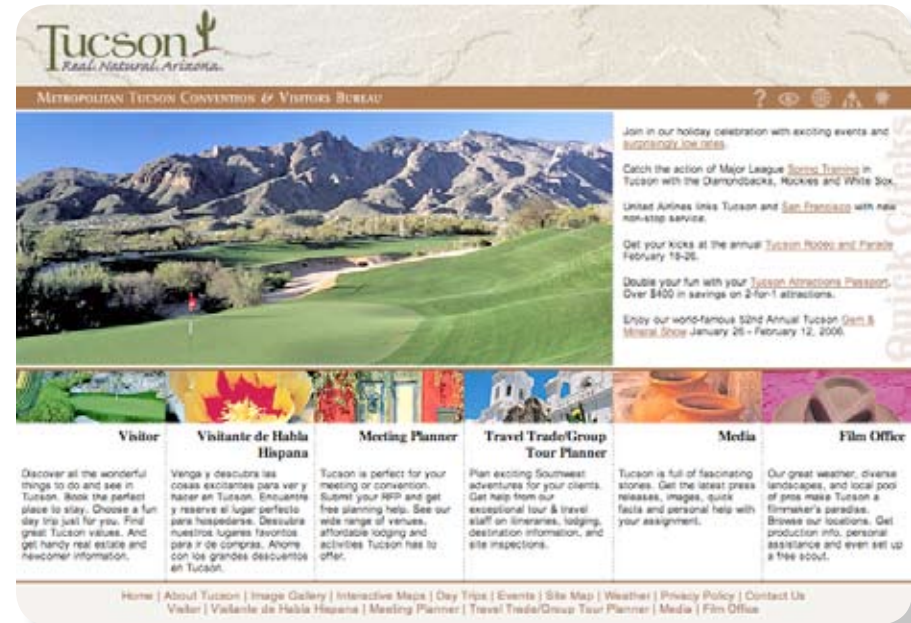 Tucson
Real. Natural. Arizona.
METROPOLITAN TUCSON CONVENTION & VISITORS BUREAU
?
Join in our holiday celebration with exciting events and
surprisingly low rates.
Catch the action of Major League Spring Training in
Tucson with the Diamondbacks, Rockies and White Sox.
United Airlines links Tucson and San Francisco with new
non-stop service.
Get your kicks at the annual Tucson Rodeo and Parade
February 18-26.
Double your fun with your Tucson Attractions Passport.
Over $400 in savings on 2-for-1 attractions.
Enjoy our world-famous 52nd Annual Tucson Gem &
Mineral Show January 26 - February 12, 2006.
Quick Clicks
Visitor
Discover all the wonderful
things to do and see in
Tucson. Book the perfect
place to stay. Choose a fun
day trip just for you. Find
great Tucson values. And
get handy real estate and
newcomer information.
Visitante de Habla
Hispana
Venga y descubra las
cosas excitantes para ver y
hacer en Tucson. Encuentre
y reserve el lugar perfecto
para hospedarse. Descubra
nuestros lugares favoritos
para ir de compras. Ahorre
con los grandes descuentos
en Tucson.
Meeting Planner
Tucson is perfect for your
meeting or convention.
Submit your RFP and get
free planning help. See our
wide range of venues,
affordable lodging and
activities Tucson has to
offer.
Travel Trade/Group
Tour Planner
Plan exciting Southwest
adventures for your clients.
Get help from our
exceptional tour & travel
staff on itineraries, lodging,
destination information, and
site inspections.
Media
Tucson is full of fascinating
stories. Get the latest press
releases, images, quick
facts and personal help with
your assignment.
Film Office
Our great weather, diverse
landscapes, and local pool
of pros make Tucson a
filmmaker's paradise.
Browse our locations. Get
production info, personal
assistance and even set up
a free scout.
Home | About Tucson | Image Gallery | Interactive Maps | Day Trips | Events | Site Map | Weather | Privacy Policy | Contact Us
Visitor | Visitante de Habla Hispana | Meeting Planner | Travel Trade/Group Tour Planner | Media | Film Office